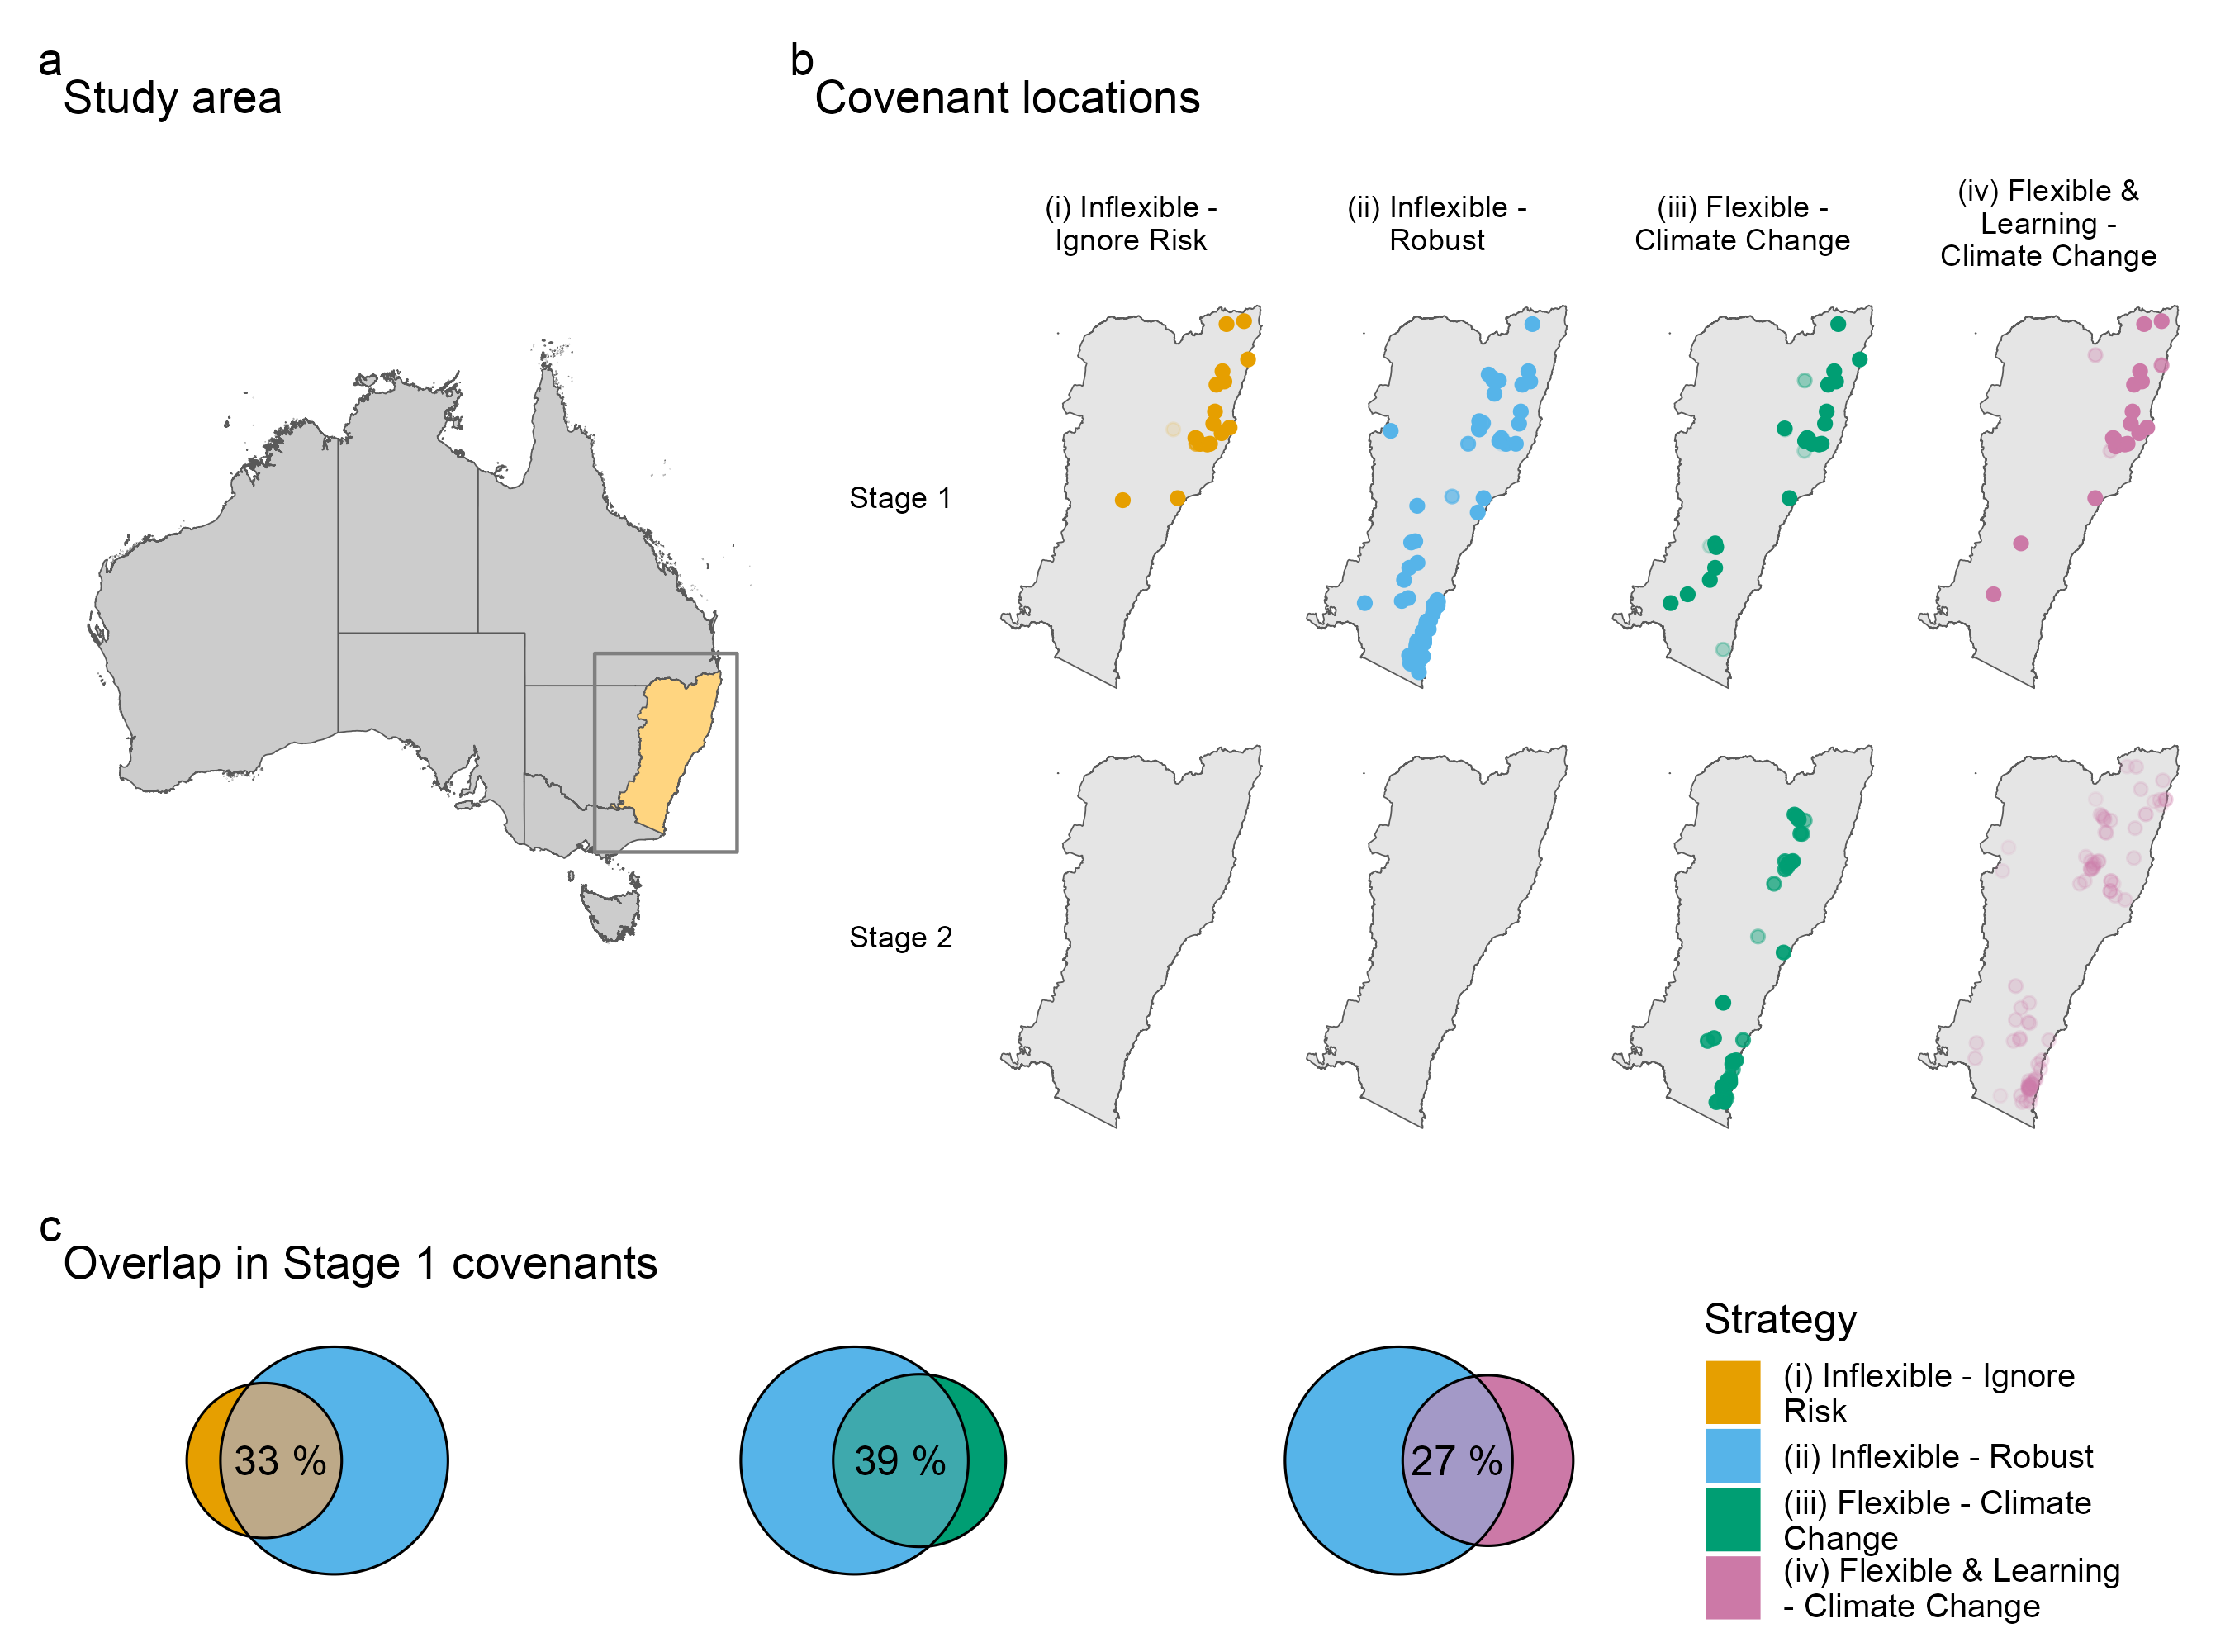 a
Study area
b
Covenant locations
(i) Inflexible -
Ignore Risk
(ii) Inflexible -
Robust
(iii) Flexible -
Climate Change
(iv) Flexible &
Learning -
Climate Change
Stage 1
Stage 2
c
Overlap in Stage 1 covenants
33 %
39 %
27 %
Strategy
(i) Inflexible - Ignore
Risk
(ii) Inflexible - Robust
(iii) Flexible - Climate
Change
(iv) Flexible & Learning
- Climate Change